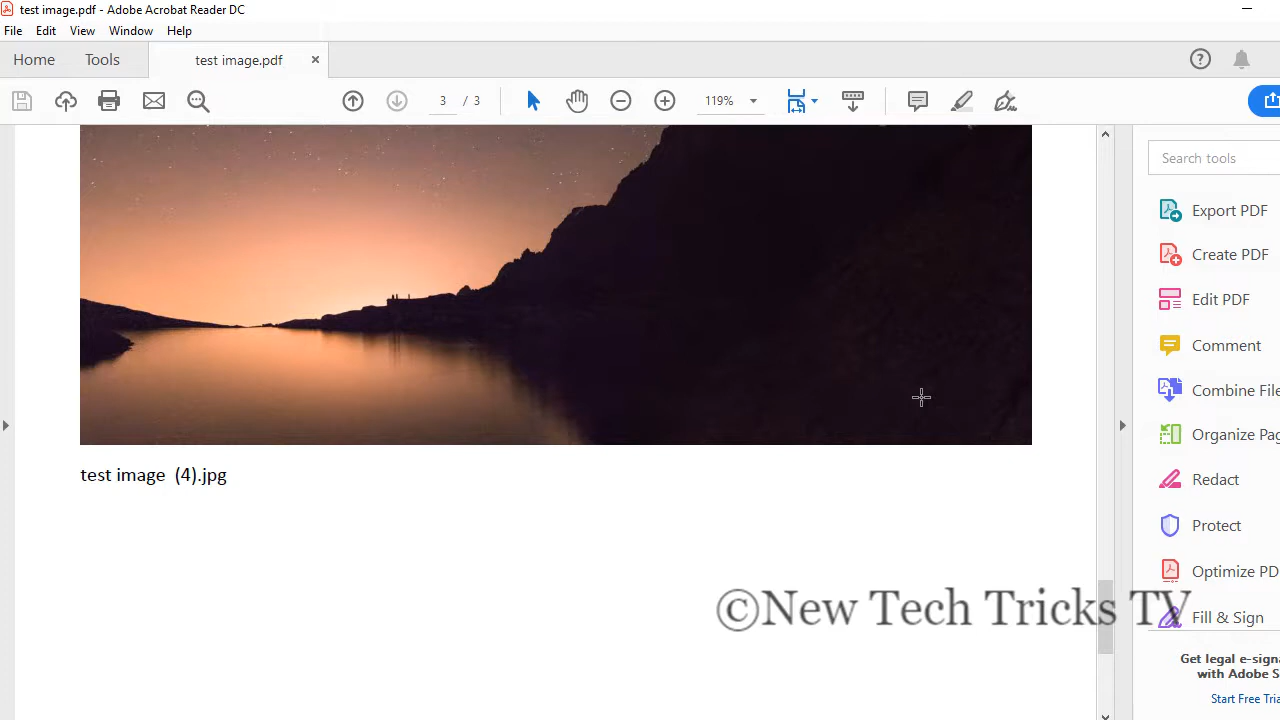 test image.pdf - Adobe Acrobat Reader DC
File Edit View Window Help
Home Tools test image.pdf
3 / 3 119%
Search tools
Export PDF
Create PDF
Edit PDF
Comment
Combine File
Organize Pag
Redact
Protect
Optimize PD
Fill & Sign
Get legal e-signa
with Adobe S
Start Free Tria
test image (4).jpg
©New Tech Tricks TV